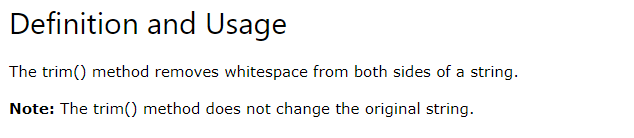 Definition and Usage
The trim() method removes whitespace from both sides of a string.
Note: The trim() method does not change the original string.